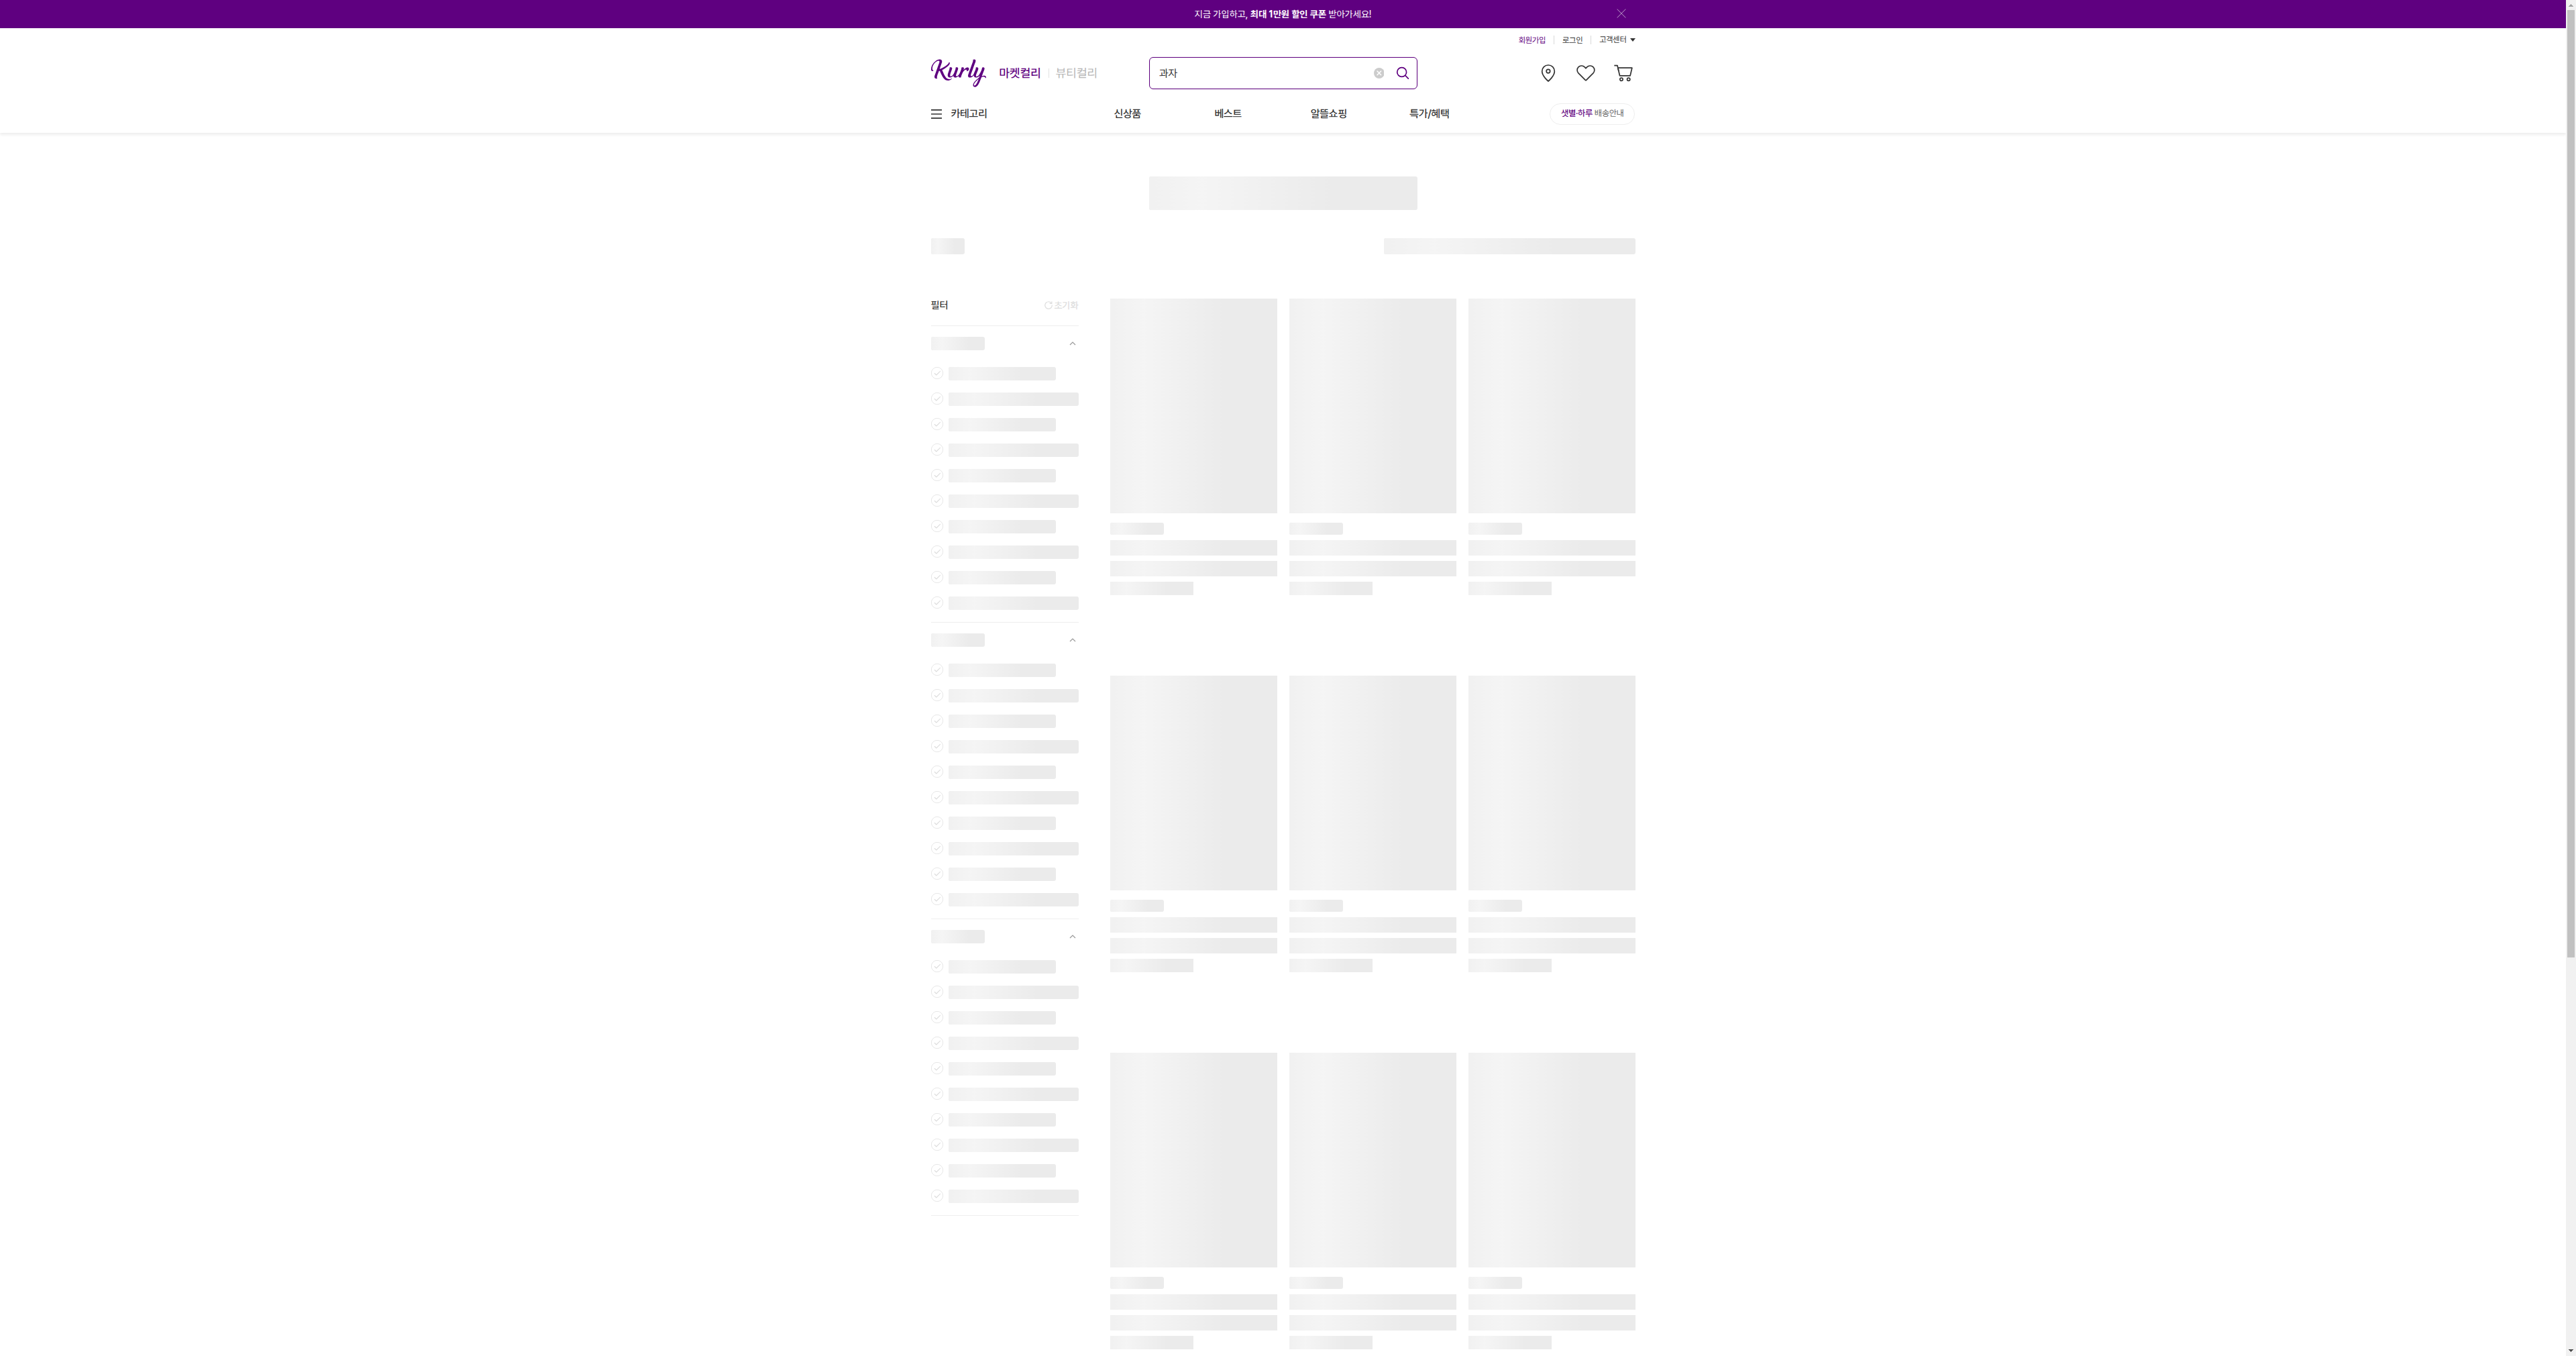 지금 가입하고, 최대 1만원 할인 쿠폰 받아가세요!
회원가입 로그인 고객센터
Kurly 마켓컬리 뷰티컬리 과자
카테고리 신상품 베스트 알뜰쇼핑 특가/혜택 샛별·하루 배송안내
필터 초기화